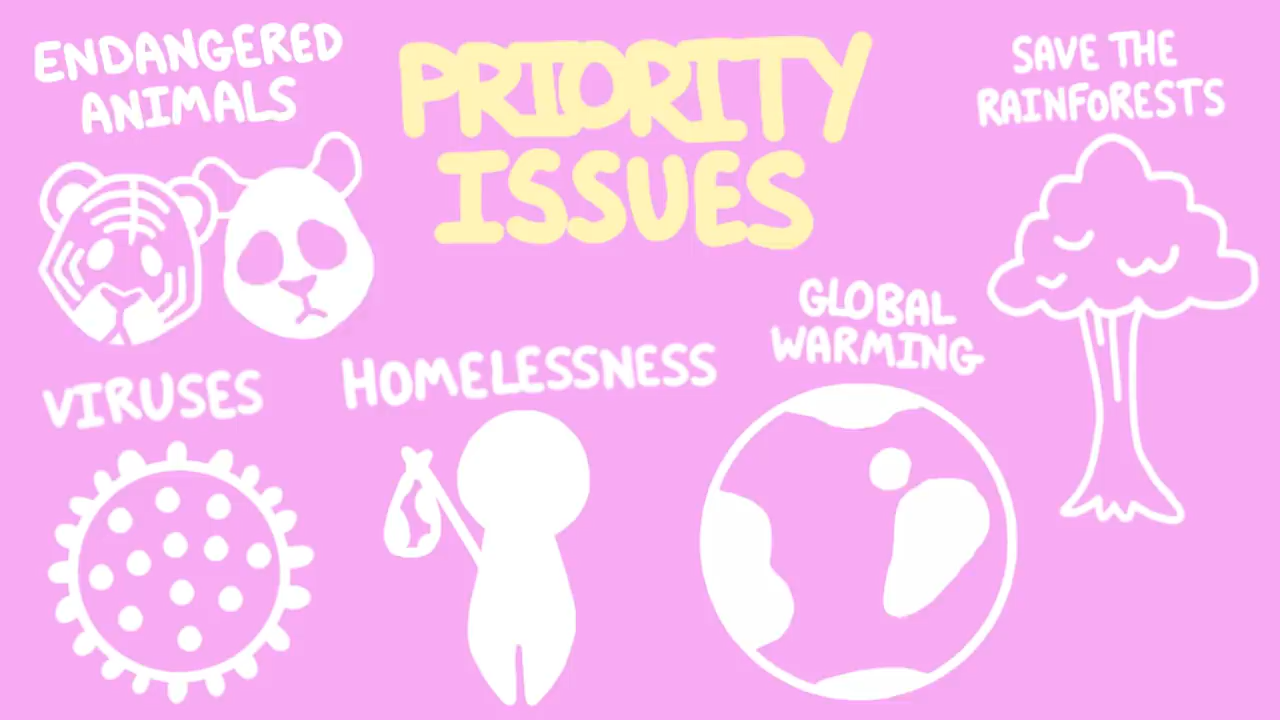 PRIORITY
ISSUES
ENDANGERED
ANIMALS
SAVE THE
RAINFORESTS
VIRUSES
HOMELESSNESS
GLOBAL
WARMING